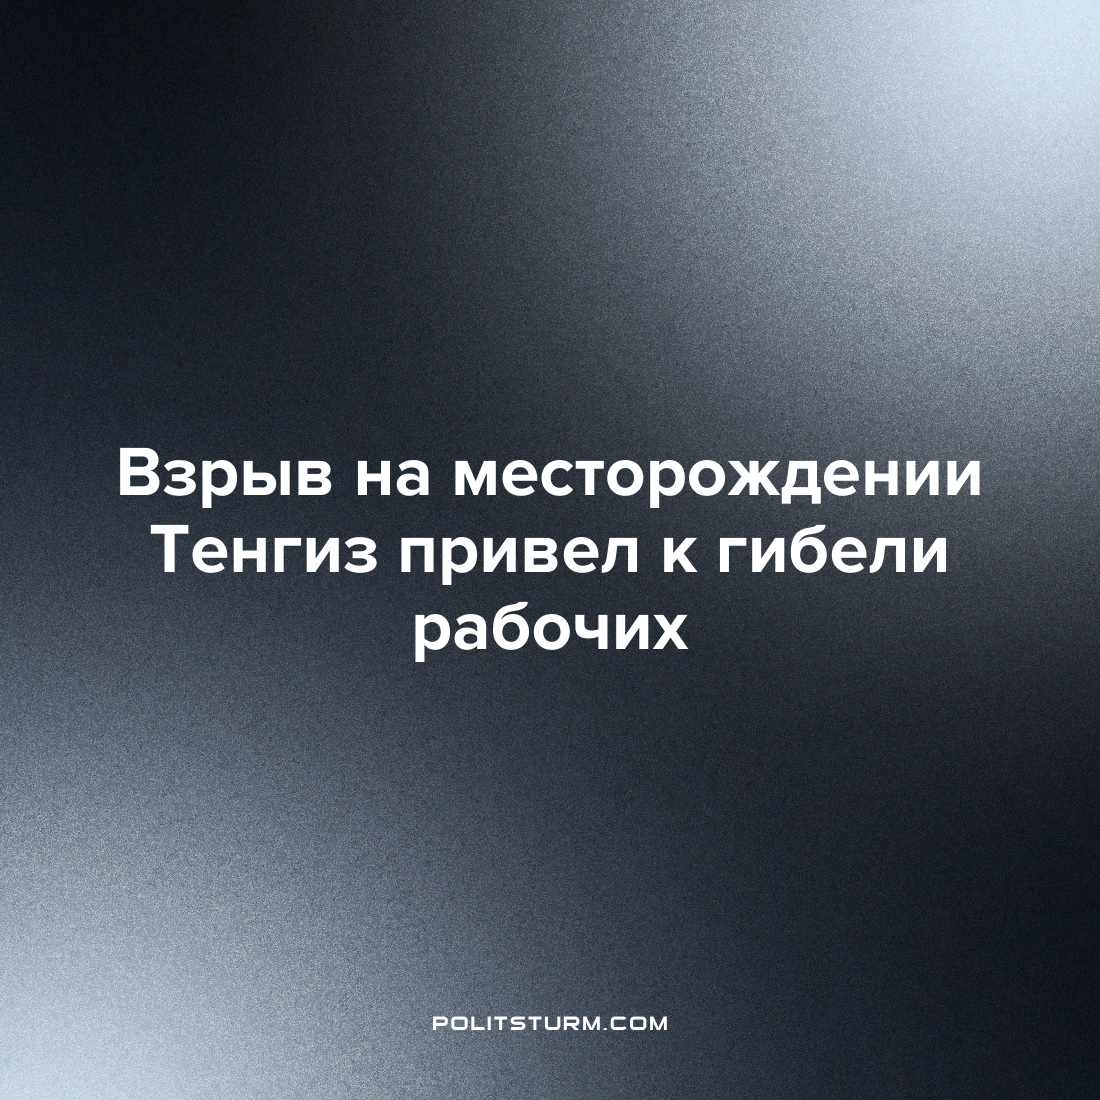 Взрыв на месторождении
Тенгиз привел к гибели
рабочих
POLITSTURM.COM